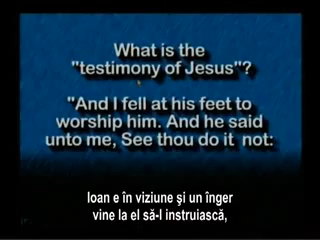 What is the
"testimony of Jesus"?
"And I fell at his feet to
worship him. And he said
unto me, See thou do it  not:
Ioan e în viziune şi un înger
vine la el să-l instruiască,